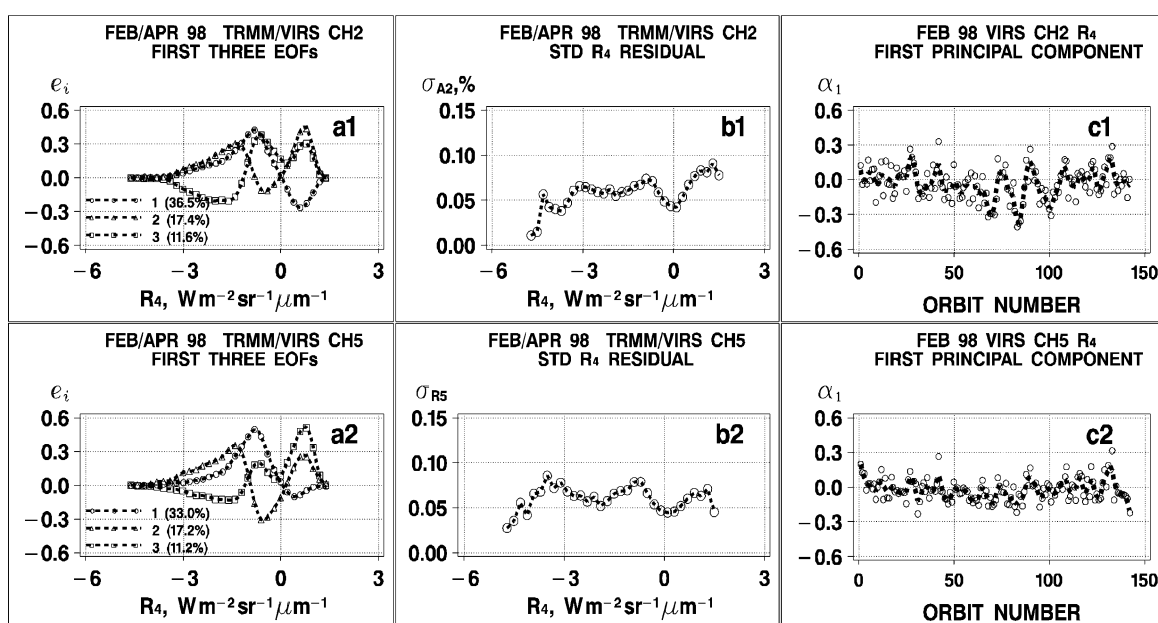 FEB/APR 98 TRMM/VIRS CH2
FIRST THREE EOFs
e_i
a1
0.6
0.3
0.0
−0.3
−0.6
1 (36.5%)
2 (17.4%)
3 (11.6%)
−6
−3
0
3
R₄, Wm⁻²sr⁻¹μm⁻¹
FEB/APR 98 TRMM/VIRS CH2
STD R₄ RESIDUAL
σ_A2,%
b1
0.15
0.10
0.05
0.00
−6
−3
0
3
R₄, Wm⁻²sr⁻¹μm⁻¹
FEB 98 VIRS CH2 R₄
FIRST PRINCIPAL COMPONENT
α₁
c1
0.6
0.3
0.0
−0.3
−0.6
0
50
100
150
ORBIT NUMBER
FEB/APR 98 TRMM/VIRS CH5
FIRST THREE EOFs
e_i
a2
0.6
0.3
0.0
−0.3
−0.6
1 (33.0%)
2 (17.2%)
3 (11.2%)
−6
−3
0
3
R₄, Wm⁻²sr⁻¹μm⁻¹
FEB/APR 98 TRMM/VIRS CH5
STD R₄ RESIDUAL
σ_R5
b2
0.15
0.10
0.05
0.00
−6
−3
0
3
R₄, Wm⁻²sr⁻¹μm⁻¹
FEB 98 VIRS CH5 R₄
FIRST PRINCIPAL COMPONENT
α₁
c2
0.6
0.3
0.0
−0.3
−0.6
0
50
100
150
ORBIT NUMBER